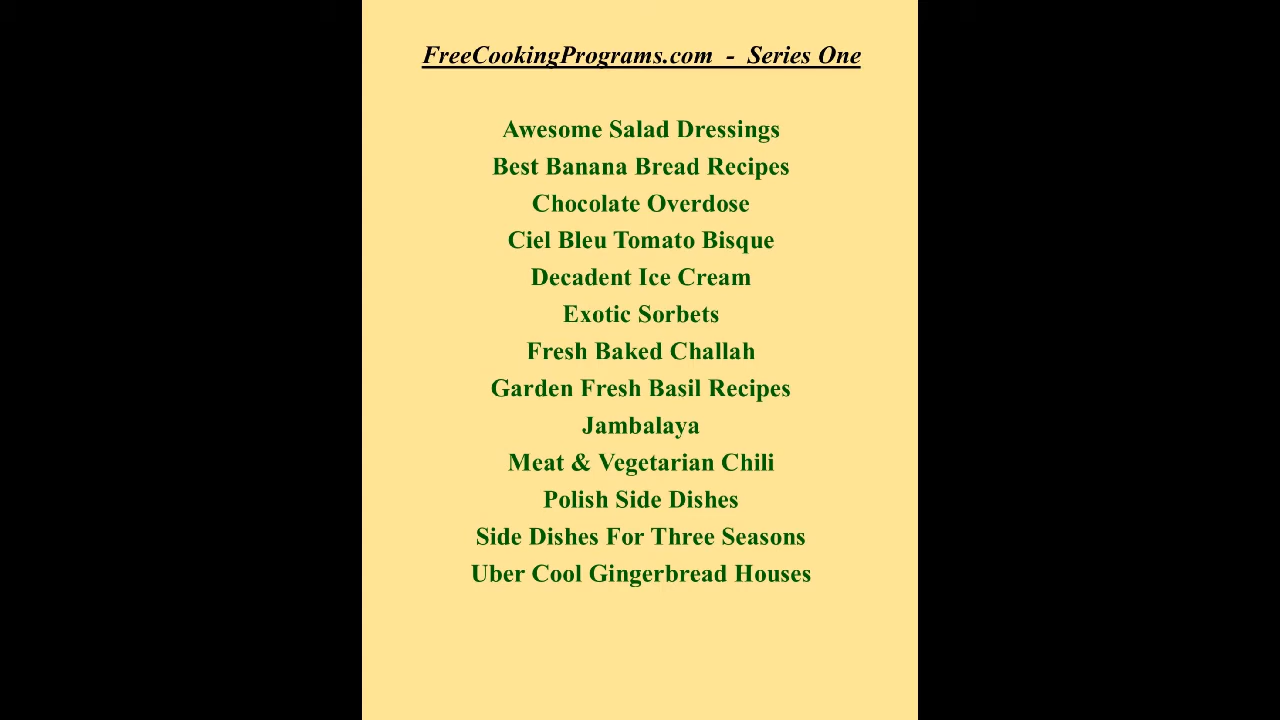 FreeCookingPrograms.com - Series One
Awesome Salad Dressings
Best Banana Bread Recipes
Chocolate Overdose
Ciel Bleu Tomato Bisque
Decadent Ice Cream
Exotic Sorbets
Fresh Baked Challah
Garden Fresh Basil Recipes
Jambalaya
Meat & Vegetarian Chili
Polish Side Dishes
Side Dishes For Three Seasons
Uber Cool Gingerbread Houses